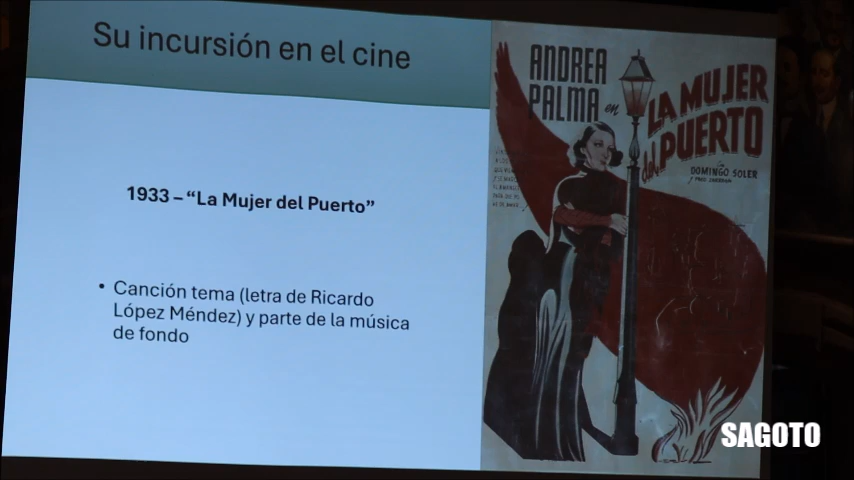 Su incursión en el cine
1933 – “La Mujer del Puerto”
• Canción tema (letra de Ricardo
López Méndez) y parte de la música
de fondo
ANDREA
PALMA en
LA MUJER
del PUERTO
DOMINGO SOLER
SAGOTO